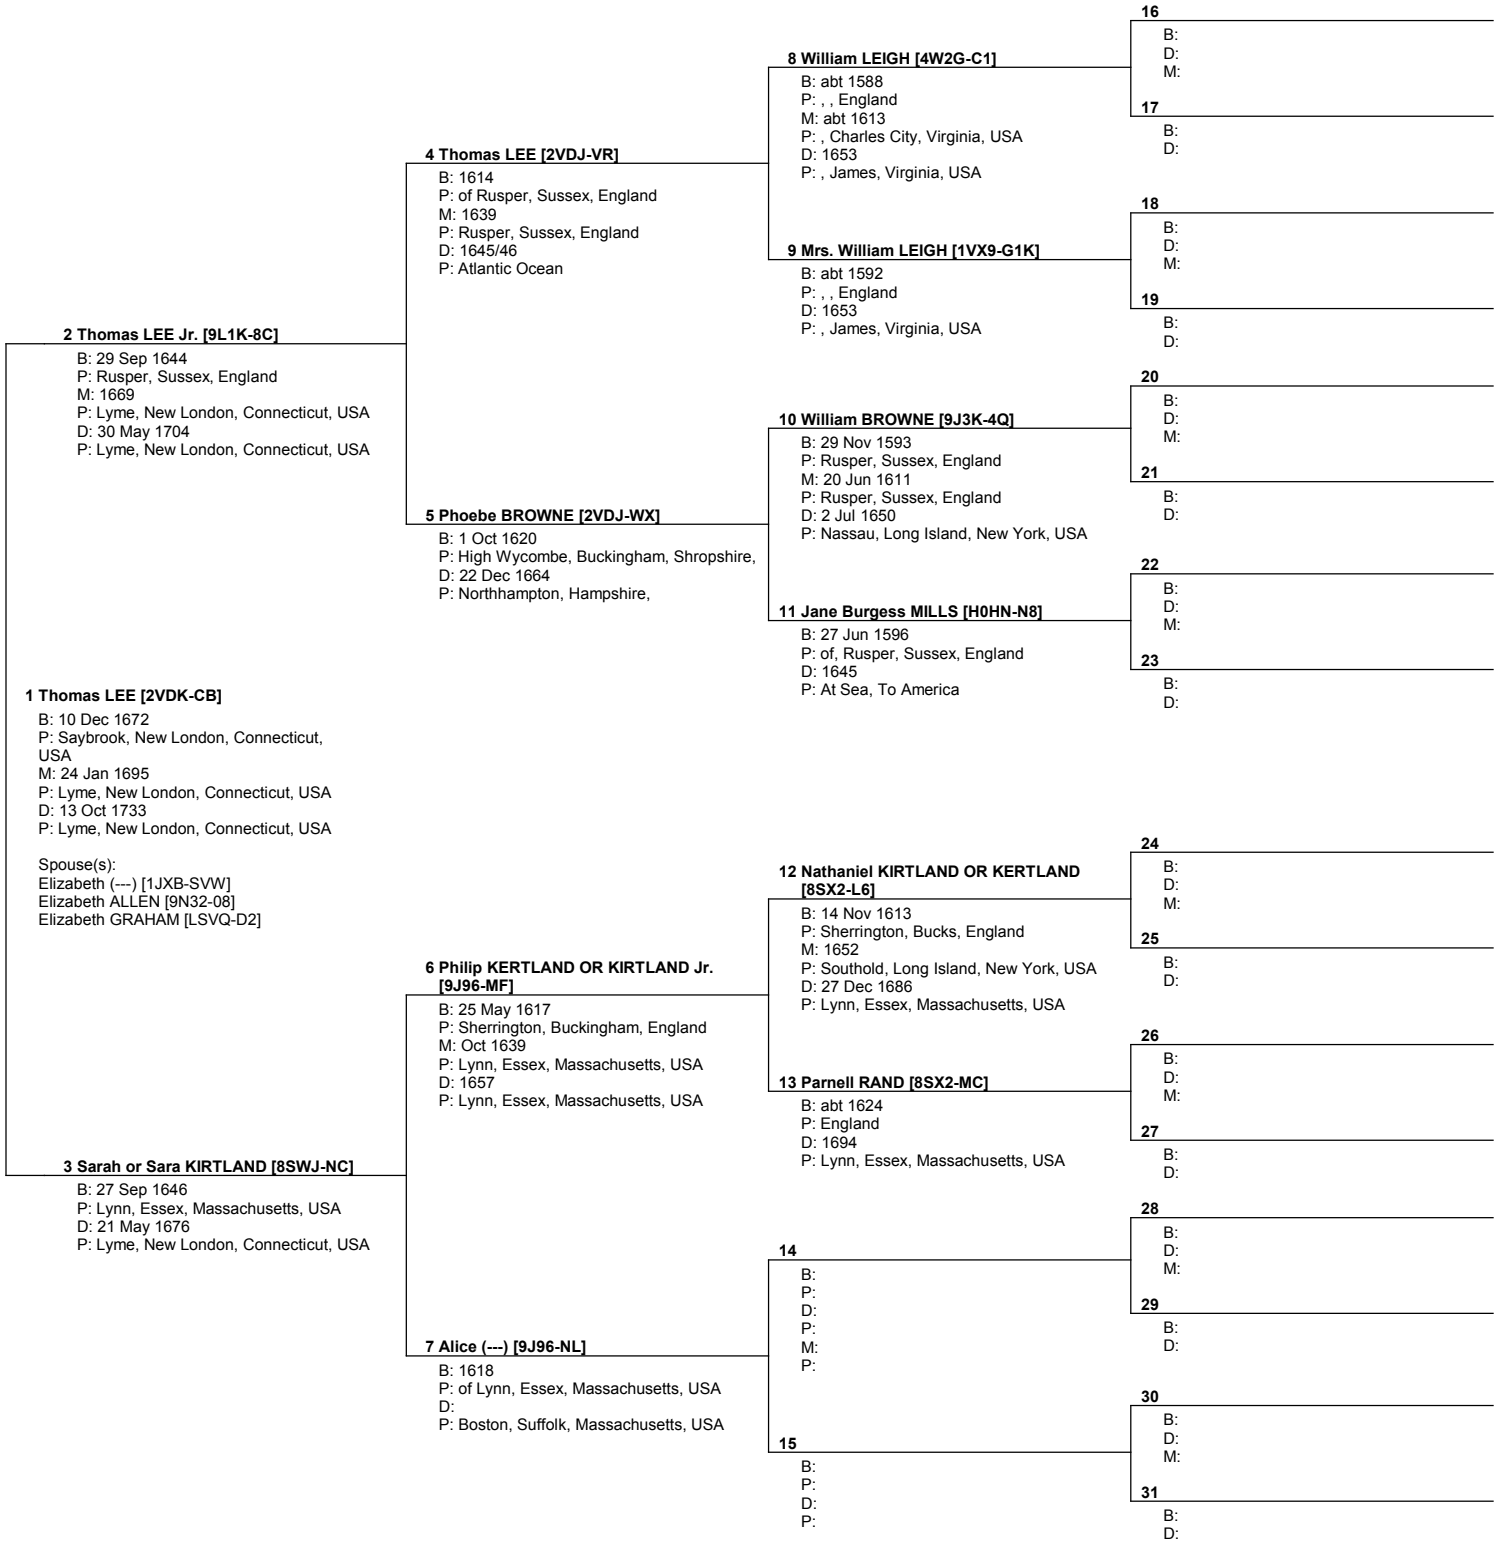 1 Thomas LEE [2VDK-CB]
B: 10 Dec 1672
P: Saybrook, New London, Connecticut,
USA
M: 24 Jan 1695
P: Lyme, New London, Connecticut, USA
D: 13 Oct 1733
P: Lyme, New London, Connecticut, USA
Spouse(s):
Elizabeth (---) [1JXB-SVW]
Elizabeth ALLEN [9N32-08]
Elizabeth GRAHAM [LSVQ-D2]
2 Thomas LEE Jr. [9L1K-8C]
B: 29 Sep 1644
P: Rusper, Sussex, England
M: 1669
P: Lyme, New London, Connecticut, USA
D: 30 May 1704
P: Lyme, New London, Connecticut, USA
3 Sarah or Sara KIRTLAND [8SWJ-NC]
B: 27 Sep 1646
P: Lynn, Essex, Massachusetts, USA
D: 21 May 1676
P: Lyme, New London, Connecticut, USA
4 Thomas LEE [2VDJ-VR]
B: 1614
P: of Rusper, Sussex, England
M: 1639
P: Rusper, Sussex, England
D: 1645/46
P: Atlantic Ocean
5 Phoebe BROWNE [2VDJ-WX]
B: 1 Oct 1620
P: High Wycombe, Buckingham, Shropshire,
D: 22 Dec 1664
P: Northhampton, Hampshire,
6 Philip KERTLAND OR KIRTLAND Jr.
[9J96-MF]
B: 25 May 1617
P: Sherrington, Buckingham, England
M: Oct 1639
P: Lynn, Essex, Massachusetts, USA
D: 1657
P: Lynn, Essex, Massachusetts, USA
7 Alice (---) [9J96-NL]
B: 1618
P: of Lynn, Essex, Massachusetts, USA
D:
P: Boston, Suffolk, Massachusetts, USA
8 William LEIGH [4W2G-C1]
B: abt 1588
P: , , England
M: abt 1613
P: , Charles City, Virginia, USA
D: 1653
P: , James, Virginia, USA
9 Mrs. William LEIGH [1VX9-G1K]
B: abt 1592
P: , , England
D: 1653
P: , James, Virginia, USA
10 William BROWNE [9J3K-4Q]
B: 29 Nov 1593
P: Rusper, Sussex, England
M: 20 Jun 1611
P: Rusper, Sussex, England
D: 2 Jul 1650
P: Nassau, Long Island, New York, USA
11 Jane Burgess MILLS [H0HN-N8]
B: 27 Jun 1596
P: of, Rusper, Sussex, England
D: 1645
P: At Sea, To America
12 Nathaniel KIRTLAND OR KERTLAND
[8SX2-L6]
B: 14 Nov 1613
P: Sherrington, Bucks, England
M: 1652
P: Southold, Long Island, New York, USA
D: 27 Dec 1686
P: Lynn, Essex, Massachusetts, USA
13 Parnell RAND [8SX2-MC]
B: abt 1624
P: England
D: 1694
P: Lynn, Essex, Massachusetts, USA
14
B:
P:
D:
P:
M:
P:
15
B:
P:
D:
P:
16
B:
D:
M:
17
B:
D:
18
B:
D:
M:
19
B:
D:
20
B:
D:
M:
21
B:
D:
22
B:
D:
M:
23
B:
D:
24
B:
D:
M:
25
B:
D:
26
B:
D:
M:
27
B:
D:
28
B:
D:
M:
29
B:
D:
30
B:
D:
M:
31
B:
D: